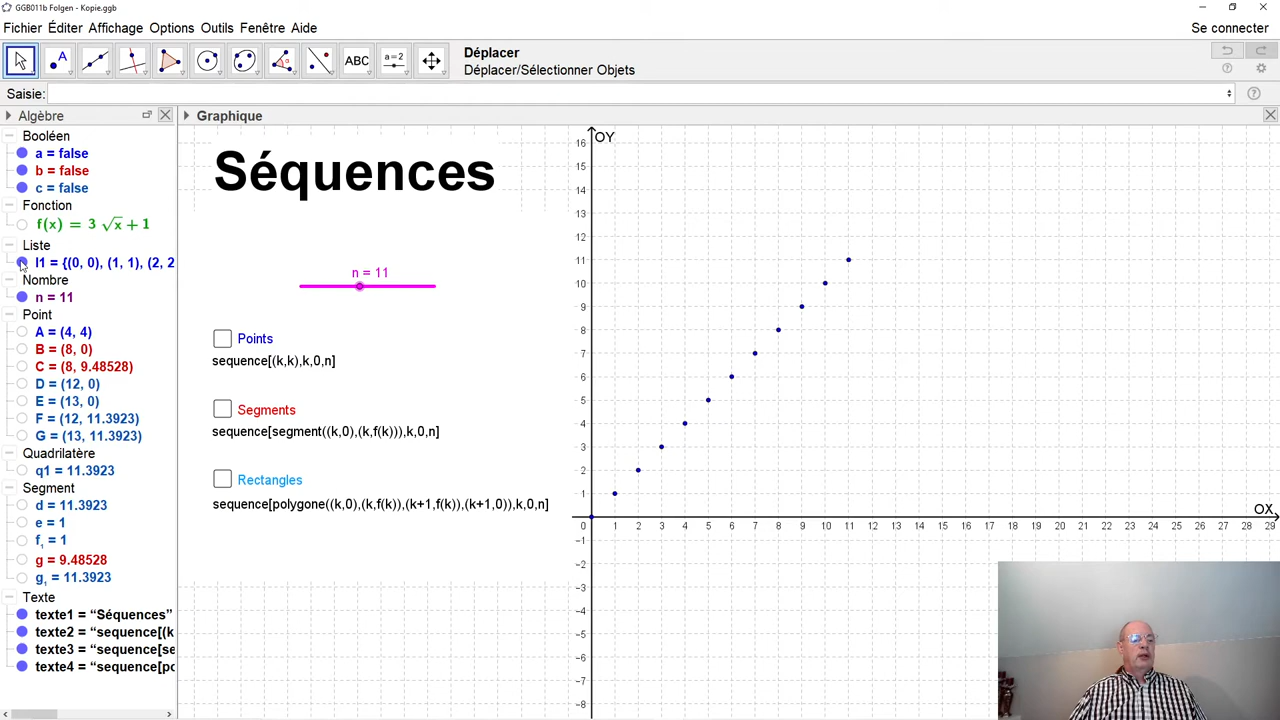 GGB011b Folgen - Kopie.ggb
Fichier Éditer Affichage Options Outils Fenêtre Aide
Se connecter
ABC
a = 2
Déplacer
Déplacer/Sélectionner Objets
Saisie:
Algèbre
Graphique
Booléen
a = false
b = false
c = false
Fonction
f(x) = 3 √x + 1
Liste
l1 = {(0, 0), (1, 1), (2, 2
Nombre
n = 11
Point
A = (4, 4)
B = (8, 0)
C = (8, 9.48528)
D = (12, 0)
E = (13, 0)
F = (12, 11.3923)
G = (13, 11.3923)
Quadrilatère
q1 = 11.3923
Segment
d = 11.3923
e = 1
f₁ = 1
g = 9.48528
g₁ = 11.3923
Texte
texte1 = “Séquences”
texte2 = “sequence[(k
texte3 = “sequence[se
texte4 = “sequence[po
Séquences
n = 11
Points
sequence[(k,k),k,0,n]
Segments
sequence[segment((k,0),(k,f(k))),k,0,n]
Rectangles
sequence[polygone((k,0),(k,f(k)),(k+1,f(k)),(k+1,0)),k,0,n]
OY
16
15
14
13
12
11
10
9
8
7
6
5
4
3
2
1
0
−1
−2
−3
−4
−5
−6
−7
−8
OX
1 2 3 4 5 6 7 8 9 10 11 12 13 14 15 16 17 18 19 20 21 22 23 24 25 26 27 28 29